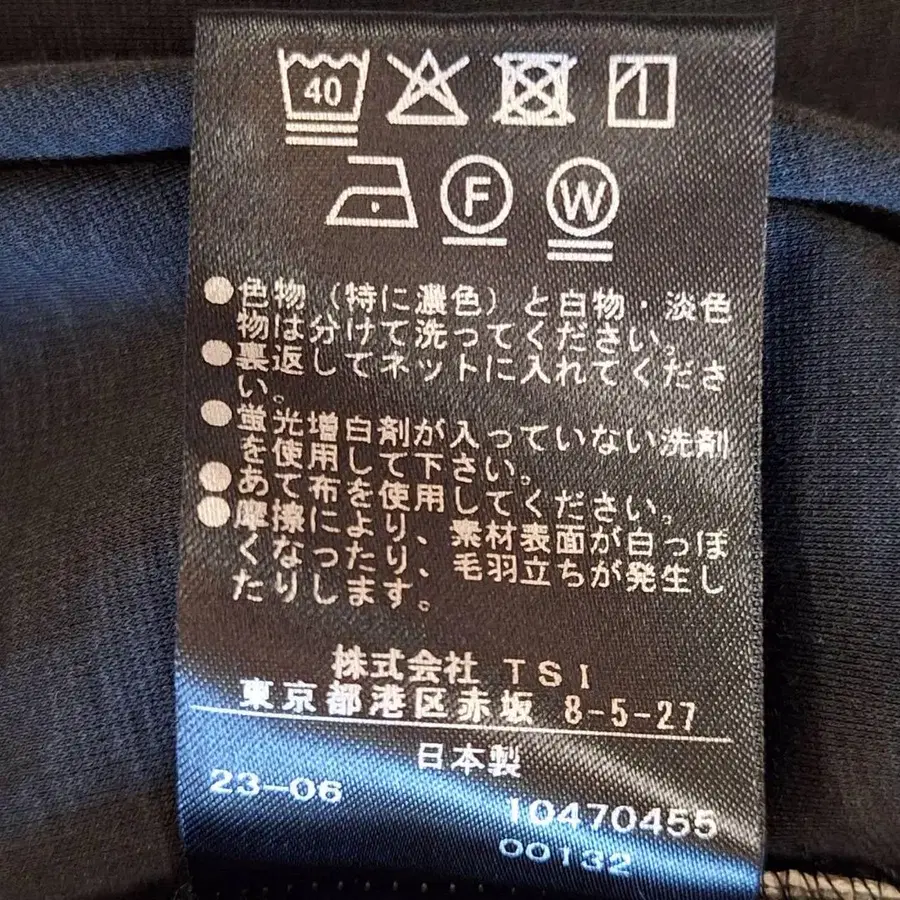 40
F W
●色物（特に濃色）と白物・淡色
物は分けて洗ってください。
●裏返してネットに入れてくださ
い。
●蛍光増白剤が入っていない洗剤
を使用して下さい。
●あて布を使用してください。
●摩擦により、素材表面が白っぽ
くなったり、毛羽立ちが発生し
たりします。
株式会社 TSI
東京都港区赤坂 8-5-27
日本製
23-06
10470455
00132